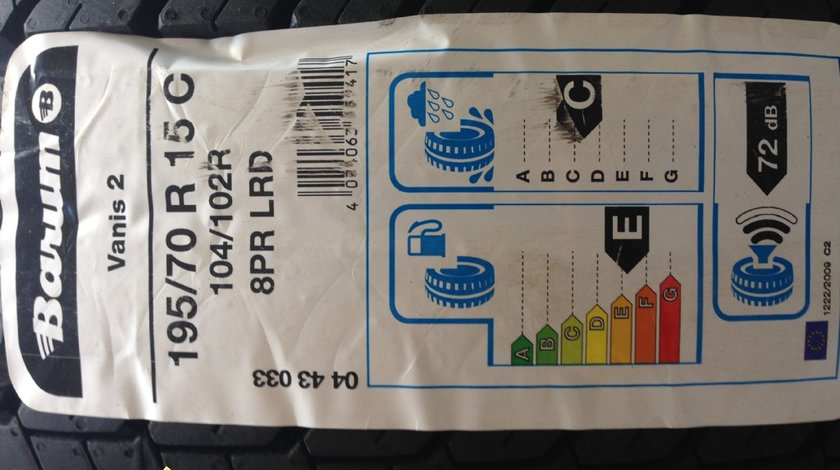 Barum B
Vanis 2
195/70 R 15 C
104/102R
8PR LRD
04 43 033
C
A
B
C
D
E
F
G
E
A
B
C
D
E
F
G
72 dB
1222/2009 C2